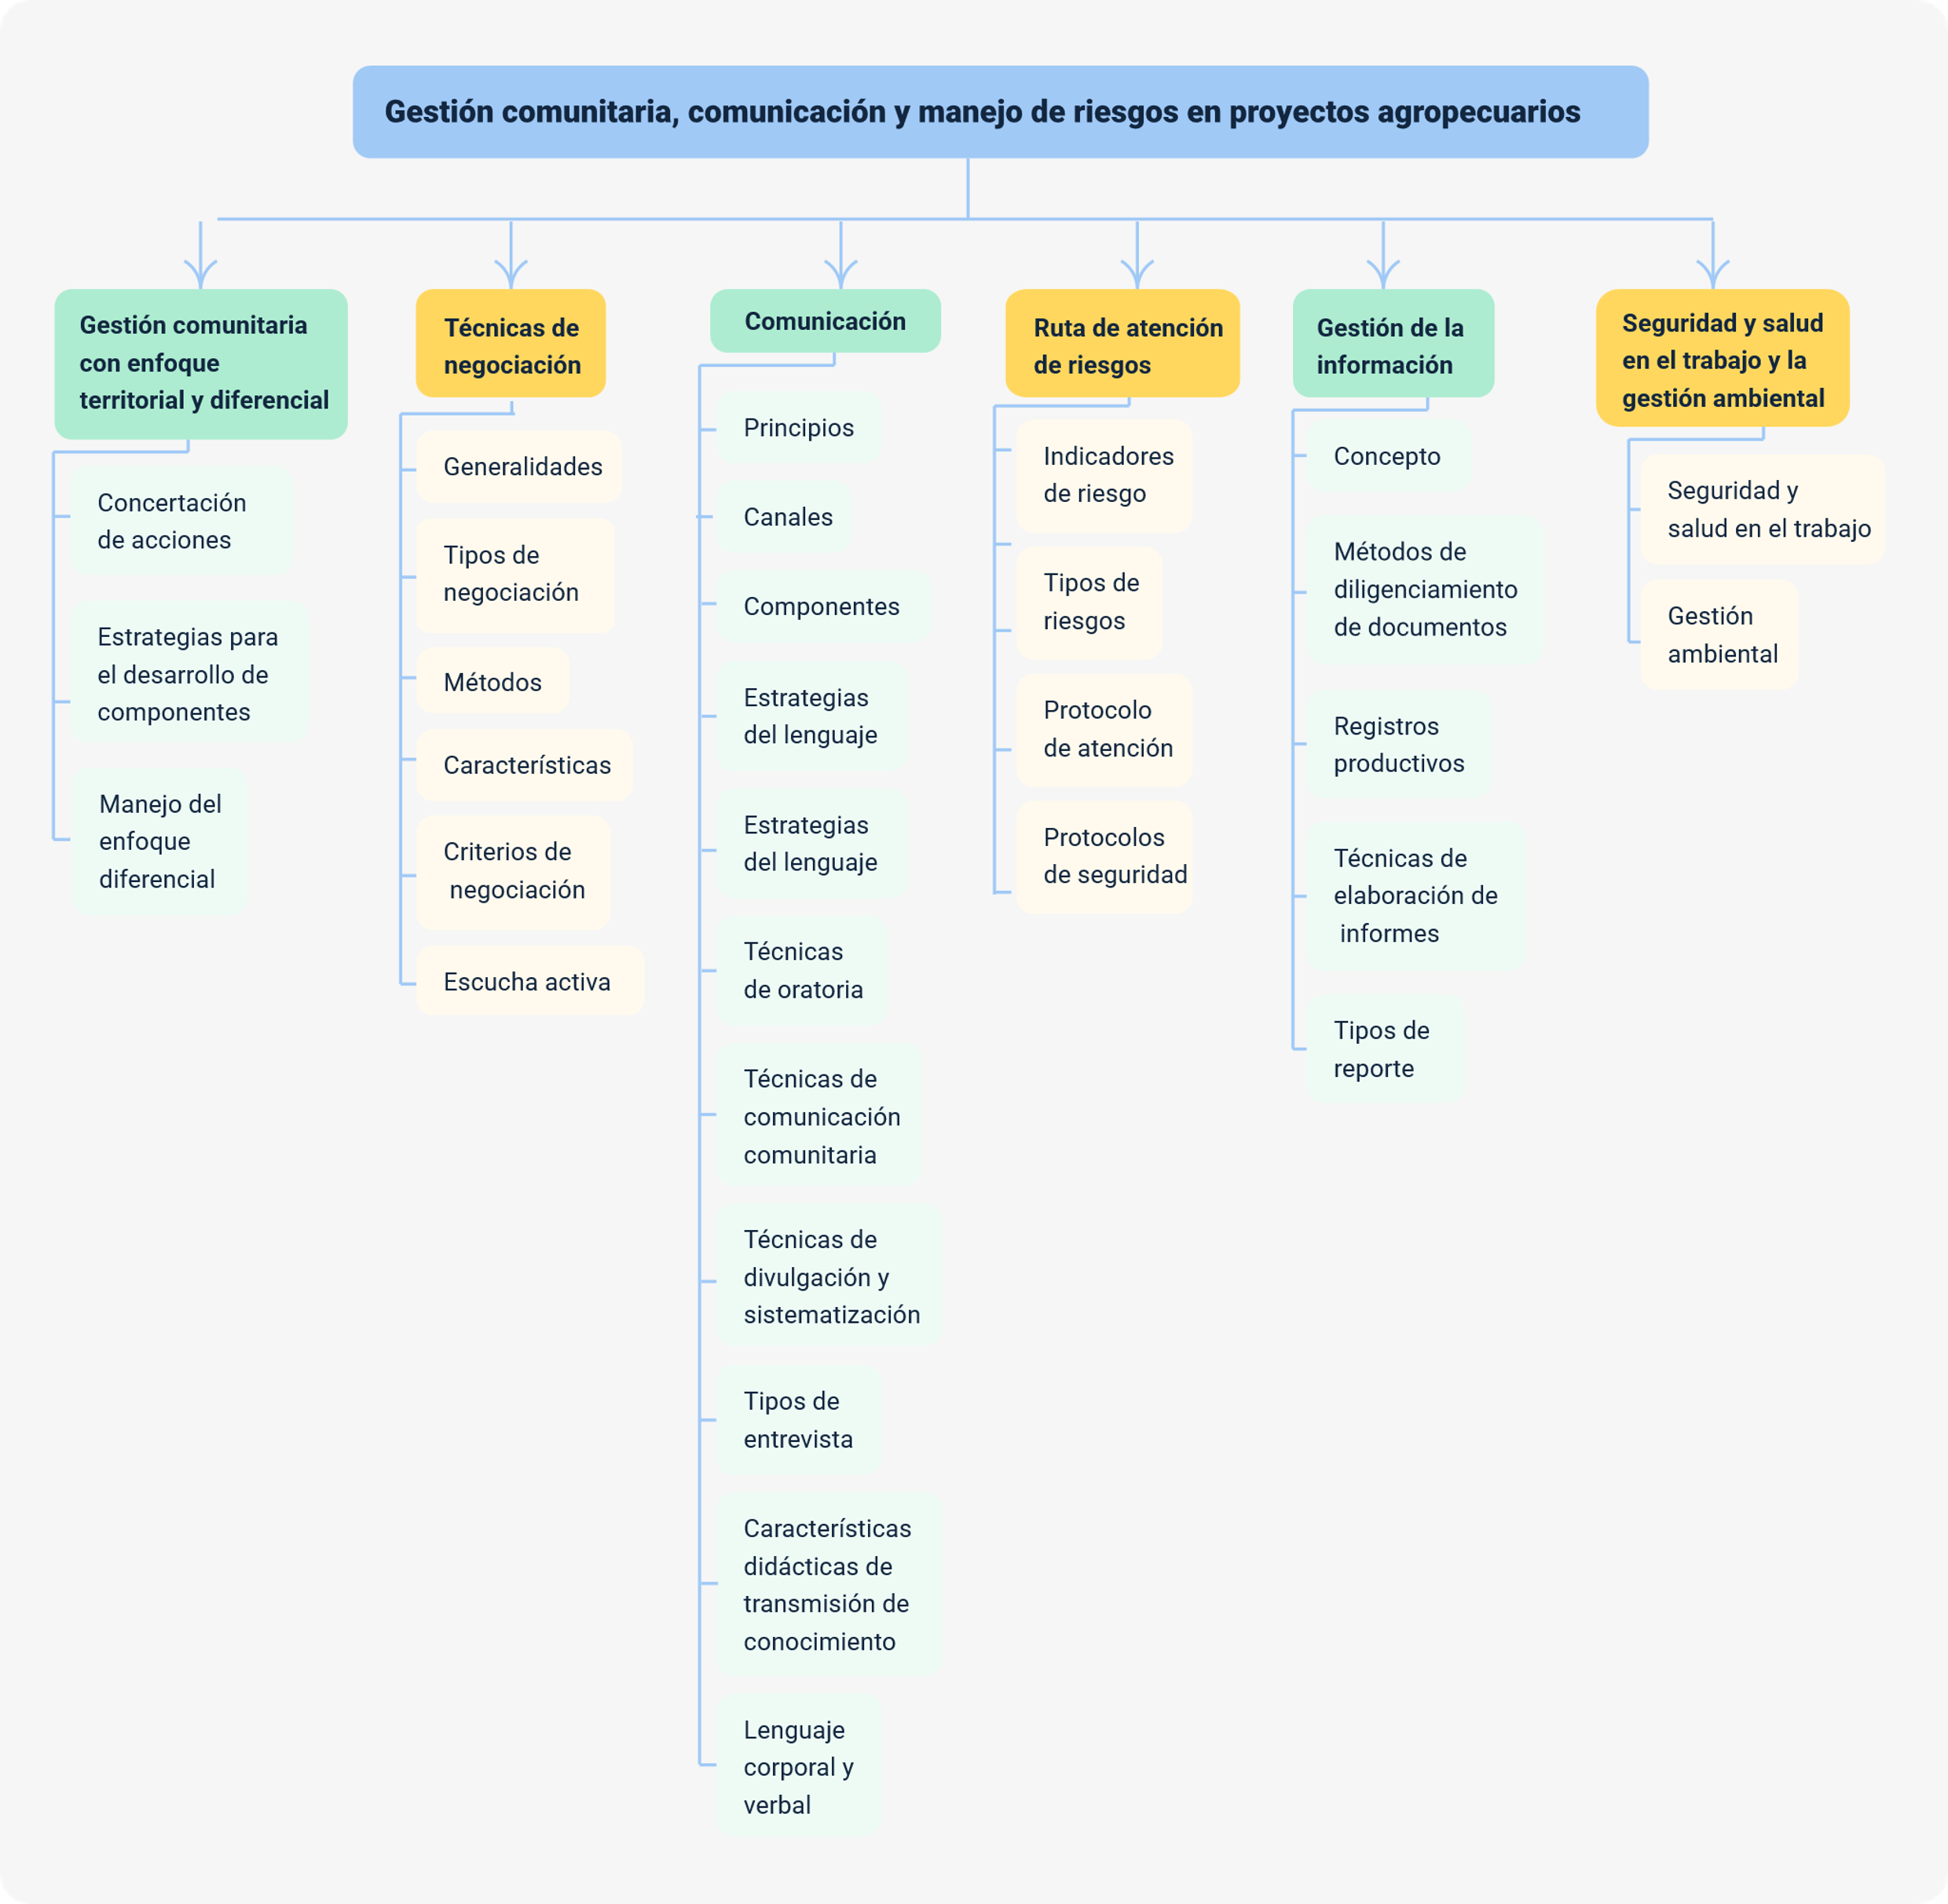 Gestión comunitaria, comunicación y manejo de riesgos en proyectos agropecuarios
Gestión comunitaria
con enfoque
territorial y diferencial
Concertación
de acciones
Estrategias para
el desarrollo de
componentes
Manejo del
enfoque
diferencial
Técnicas de
negociación
Generalidades
Tipos de
negociación
Métodos
Características
Criterios de
negociación
Escucha activa
Comunicación
Principios
Canales
Componentes
Estrategias
del lenguaje
Estrategias
del lenguaje
Técnicas
de oratoria
Técnicas de
comunicación
comunitaria
Técnicas de
divulgación y
sistematización
Tipos de
entrevista
Características
didácticas de
transmisión de
conocimiento
Lenguaje
corporal y
verbal
Ruta de atención
de riesgos
Indicadores
de riesgo
Tipos de
riesgos
Protocolo
de atención
Protocolos
de seguridad
Gestión de la
información
Concepto
Métodos de
diligenciamiento
de documentos
Registros
productivos
Técnicas de
elaboración de
informes
Tipos de
reporte
Seguridad y salud
en el trabajo y la
gestión ambiental
Seguridad y
salud en el trabajo
Gestión
ambiental